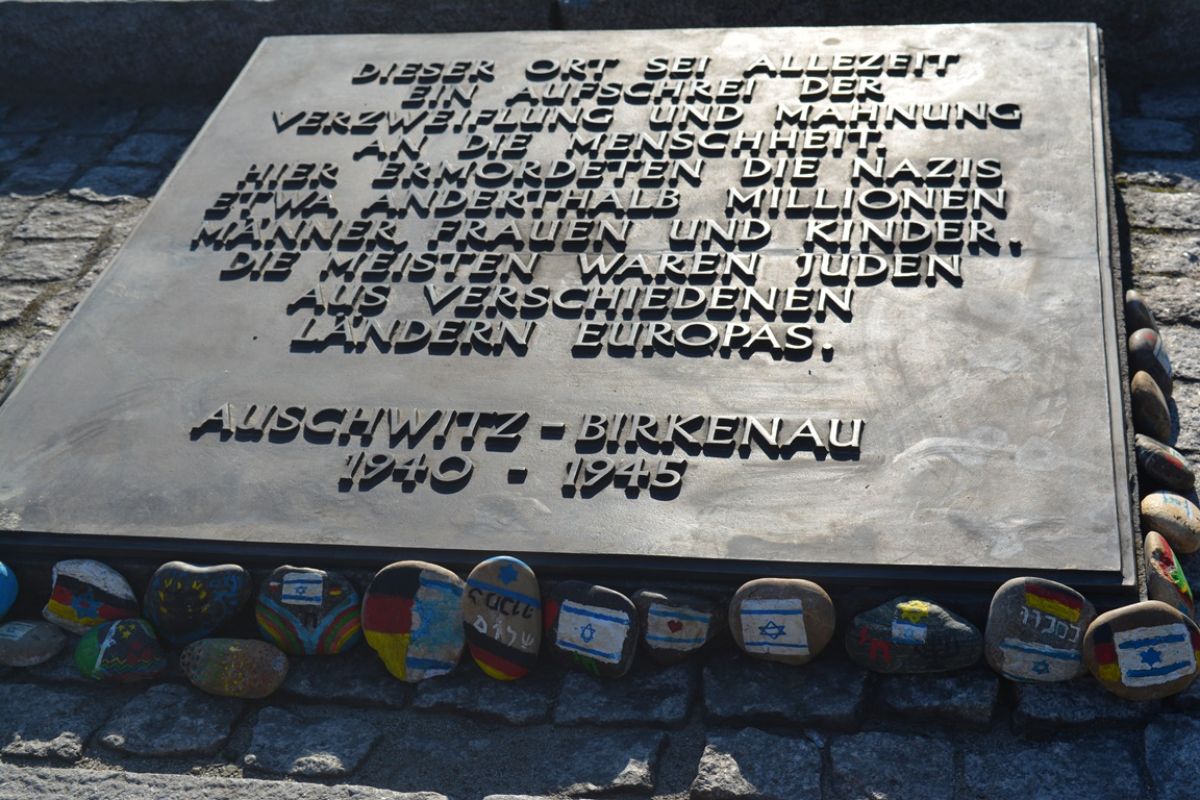 DIESER ORT SEI ALLEZEIT
EIN AUFSCHREI DER
VERZWEIFLUNG UND MAHNUNG
AN DIE MENSCHHEIT.
HIER ERMORDETEN DIE NAZIS
ETWA ANDERTHALB MILLIONEN
MÄNNER, FRAUEN UND KINDER.
DIE MEISTEN WAREN JUDEN
AUS VERSCHIEDENEN
LÄNDERN EUROPAS.
AUSCHWITZ-BIRKENAU
1940 - 1945
שלום